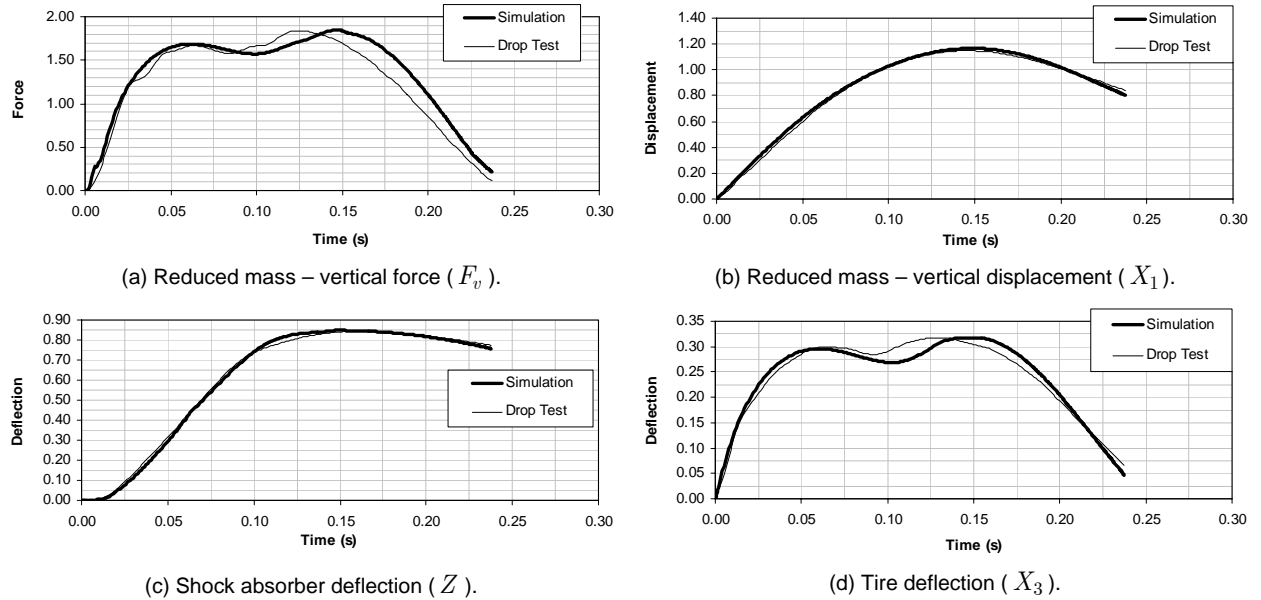 Force
2.00
1.50
1.00
0.50
0.00
0.00 0.05 0.10 0.15 0.20 0.25 0.30
Time (s)
Simulation
Drop Test
(a) Reduced mass – vertical force ( F_v ).
Displacement
1.40
1.20
1.00
0.80
0.60
0.40
0.20
0.00
0.00 0.05 0.10 0.15 0.20 0.25 0.30
Time (s)
Simulation
Drop Test
(b) Reduced mass – vertical displacement ( X_1 ).
Deflection
0.90
0.80
0.70
0.60
0.50
0.40
0.30
0.20
0.10
0.00
0.00 0.05 0.10 0.15 0.20 0.25 0.30
Time (s)
Simulation
Drop Test
(c) Shock absorber deflection ( Z ).
Deflection
0.35
0.30
0.25
0.20
0.15
0.10
0.05
0.00
0.00 0.05 0.10 0.15 0.20 0.25 0.30
Time (s)
Simulation
Drop Test
(d) Tire deflection ( X_3 ).